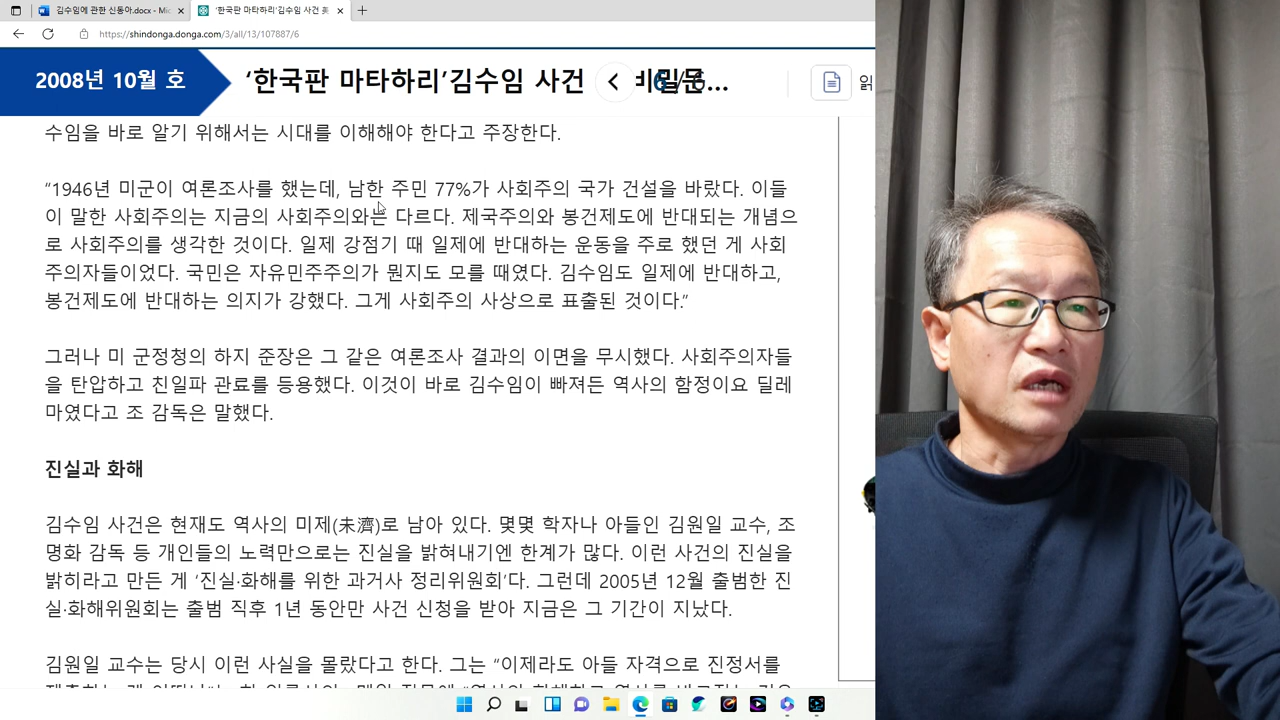 김수임에 관한 신동아.docx - Mic
'한국판 마타하리'김수임 사건 美
https://shindonga.donga.com/3/all/13/107887/6
2008년 10월 호
‘한국판 마타하리’김수임 사건
비밀문...
6 / 6
읽
수임을 바로 알기 위해서는 시대를 이해해야 한다고 주장한다.
“1946년 미군이 여론조사를 했는데, 남한 주민 77%가 사회주의 국가 건설을 바랐다. 이들
이 말한 사회주의는 지금의 사회주의와는 다르다. 제국주의와 봉건제도에 반대되는 개념으
로 사회주의를 생각한 것이다. 일제 강점기 때 일제에 반대하는 운동을 주로 했던 게 사회
주의자들이었다. 국민은 자유민주주의가 뭔지도 모를 때였다. 김수임도 일제에 반대하고,
봉건제도에 반대하는 의지가 강했다. 그게 사회주의 사상으로 표출된 것이다.”
그러나 미 군정청의 하지 준장은 그 같은 여론조사 결과의 이면을 무시했다. 사회주의자들
을 탄압하고 친일파 관료를 등용했다. 이것이 바로 김수임이 빠져든 역사의 함정이요 딜레
마였다고 조 감독은 말했다.
진실과 화해
김수임 사건은 현재도 역사의 미제(未濟)로 남아 있다. 몇몇 학자나 아들인 김원일 교수, 조
명화 감독 등 개인들의 노력만으로는 진실을 밝혀내기엔 한계가 많다. 이런 사건의 진실을
밝히라고 만든 게 ‘진실·화해를 위한 과거사 정리위원회’다. 그런데 2005년 12월 출범한 진
실·화해위원회는 출범 직후 1년 동안만 사건 신청을 받아 지금은 그 기간이 지났다.
김원일 교수는 당시 이런 사실을 몰랐다고 한다. 그는 “이제라도 아들 자격으로 진정서를